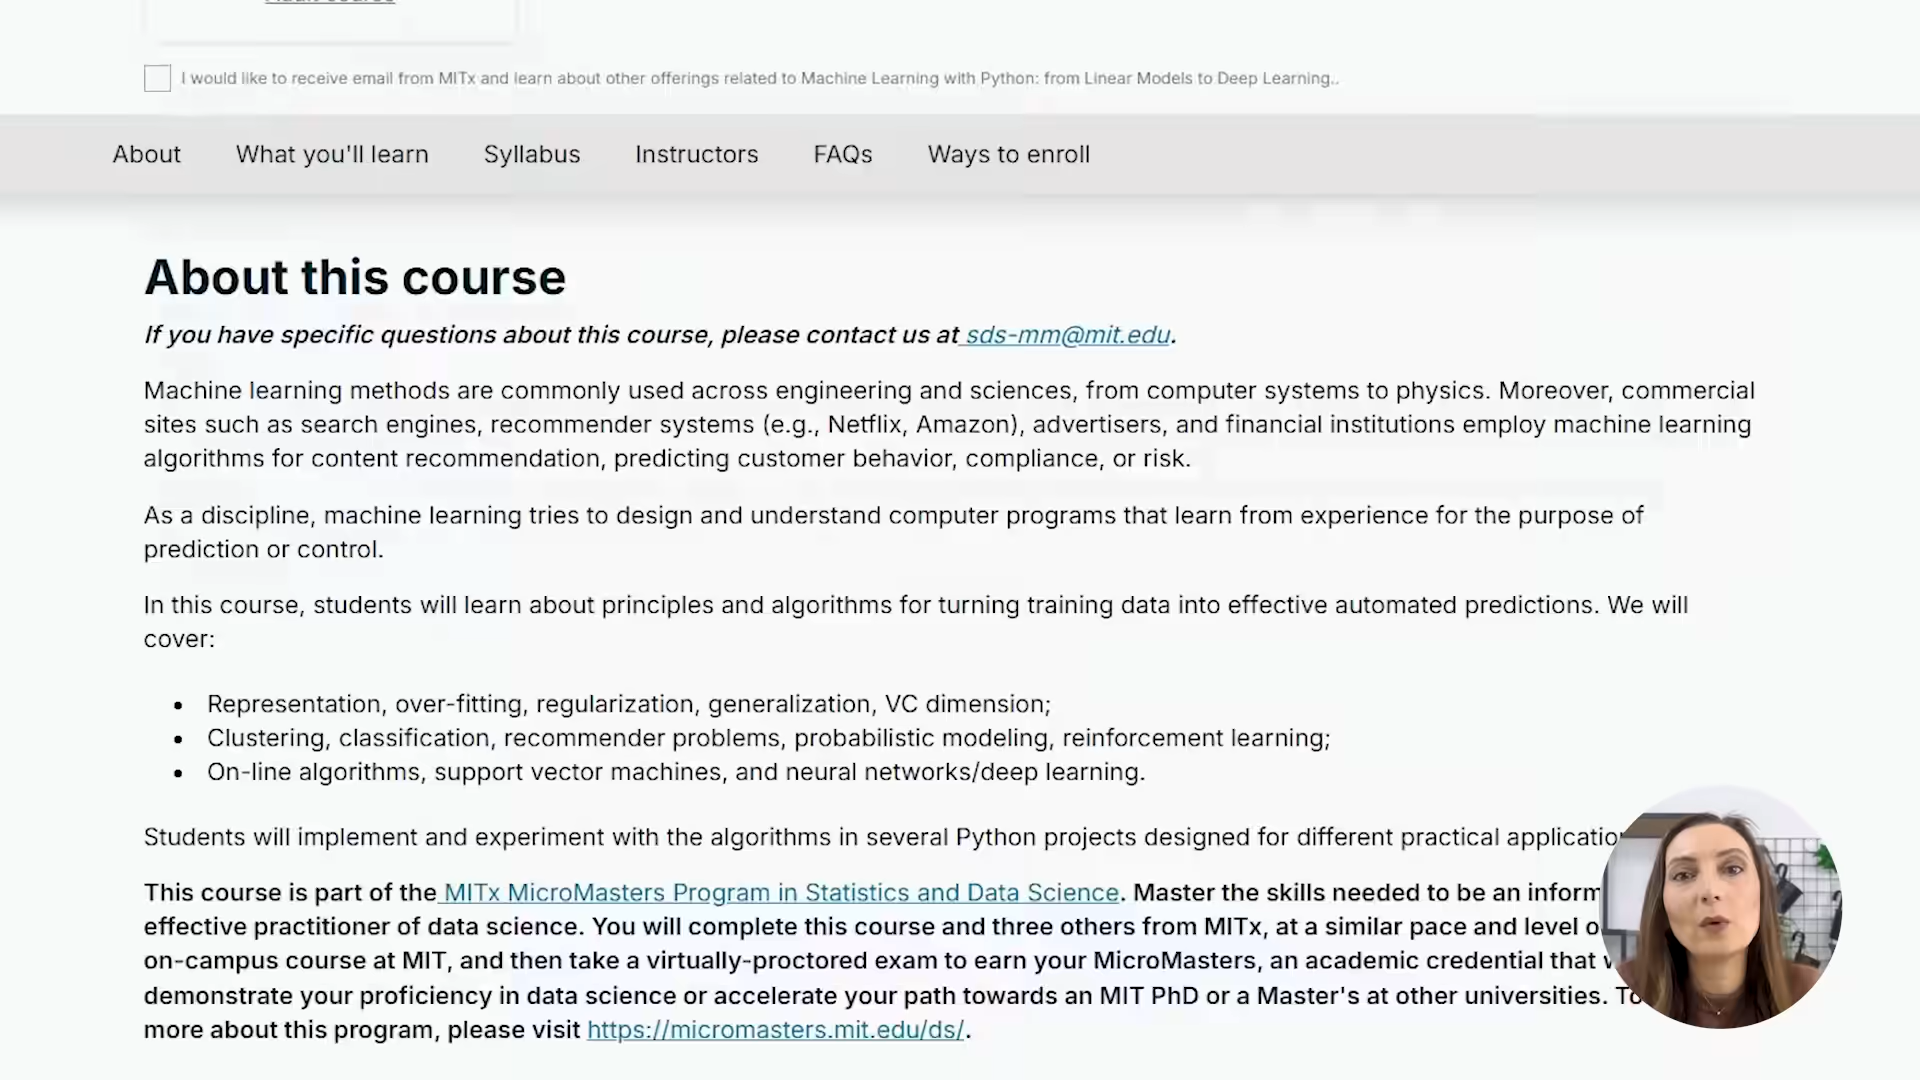 I would like to receive email from MITx and learn about other offerings related to Machine Learning with Python: from Linear Models to Deep Learning..
About What you'll learn Syllabus Instructors FAQs Ways to enroll
About this course
If you have specific questions about this course, please contact us at sds-mm@mit.edu.
Machine learning methods are commonly used across engineering and sciences, from computer systems to physics. Moreover, commercial
sites such as search engines, recommender systems (e.g., Netflix, Amazon), advertisers, and financial institutions employ machine learning
algorithms for content recommendation, predicting customer behavior, compliance, or risk.
As a discipline, machine learning tries to design and understand computer programs that learn from experience for the purpose of
prediction or control.
In this course, students will learn about principles and algorithms for turning training data into effective automated predictions. We will
cover:
• Representation, over-fitting, regularization, generalization, VC dimension;
• Clustering, classification, recommender problems, probabilistic modeling, reinforcement learning;
• On-line algorithms, support vector machines, and neural networks/deep learning.
Students will implement and experiment with the algorithms in several Python projects designed for different practical
This course is part of the MITx MicroMasters Program in Statistics and Data Science. Master the skills needed to be an
effective practitioner of data science. You will complete this course and three others from MITx, at a similar pace and level
on-campus course at MIT, and then take a virtually-proctored exam to earn your MicroMasters, an academic credential that
demonstrate your proficiency in data science or accelerate your path towards an MIT PhD or a Master's at other universities. To
more about this program, please visit https://micromasters.mit.edu/ds/.